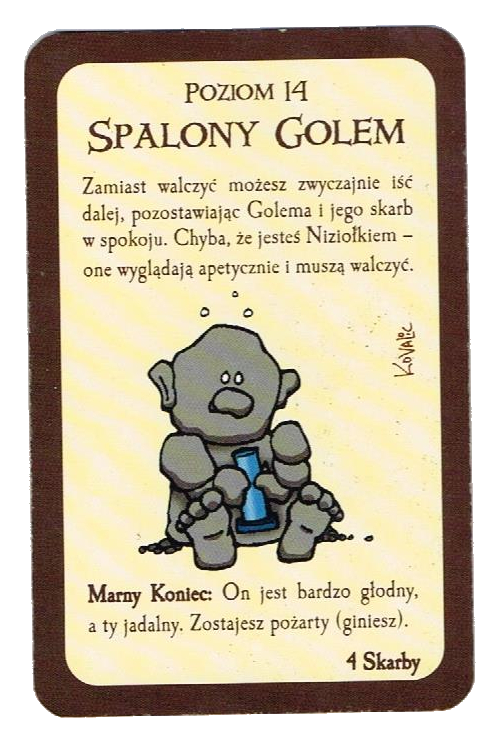 Poziom 14
Spalony Golem
Zamiast walczyć możesz zwyczajnie iść
dalej, pozostawiając Golema i jego skarb
w spokoju. Chyba, że jesteś Niziołkiem –
one wyglądają apetycznie i muszą walczyć.
Kovalic
Marny Koniec: On jest bardzo głodny,
a ty jadalny. Zostajesz pożarty (giniesz).
4 Skarby